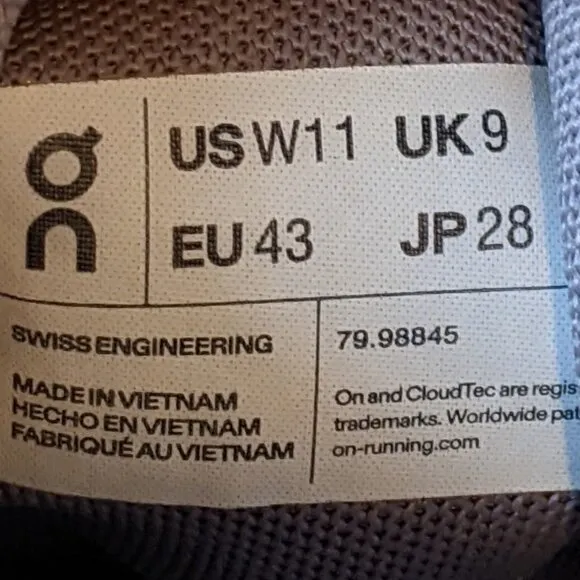 On
US W11 UK 9
EU 43 JP 28
SWISS ENGINEERING
79.98845
MADE IN VIETNAM
HECHO EN VIETNAM
FABRIQUÉ AU VIETNAM
On and CloudTec are regis
trademarks. Worldwide pat
on-running.com